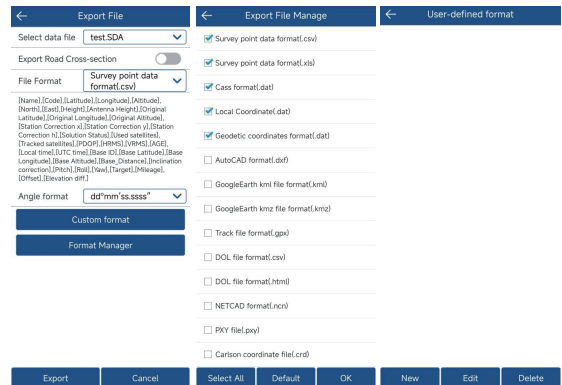 Export File
Select data file
test.SDA
Export Road Cross-section
File Format
Survey point data
format(.csv)
[Name],[Code],[Latitude],[Longitude],[Altitude],
[North],[East],[Height],[Antenna Height],[Original
Latitude],[Original Longitude],[Original Altitude],
[Station Correction x],[Station Correction y],[Station
Correction h],[Solution Status],[Used satellites],
[Tracked satellites],[PDOP],[HRMS],[VRMS],[AGE],
[Local time],[UTC time],[Base ID],[Base Latitude],[Base
Longitude],[Base Altitude],[Base_Distance],[Inclination
correction],[Pitch],[Roll],[Yaw],[Target],[Mileage],
[Offset],[Elevation diff.]
Angle format
dd°mm'ss.ssss"
Custom format
Format Manager
Export
Cancel
Export File Manage
Survey point data format(.csv)
Survey point data format(.xls)
Cass format(.dat)
Local Coordinate(.dat)
Geodetic coordinates format(.dat)
AutoCAD format(.dxf)
GoogleEarth kml file format(.kml)
GoogleEarth kmz file format(.kmz)
Track file format(.gpx)
DOL file format(.csv)
DOL file format(.html)
NETCAD format(.ncn)
PXY file(.pxy)
Carlson coordinate file(.crd)
Select All
Default
OK
User-defined format
New
Edit
Delete